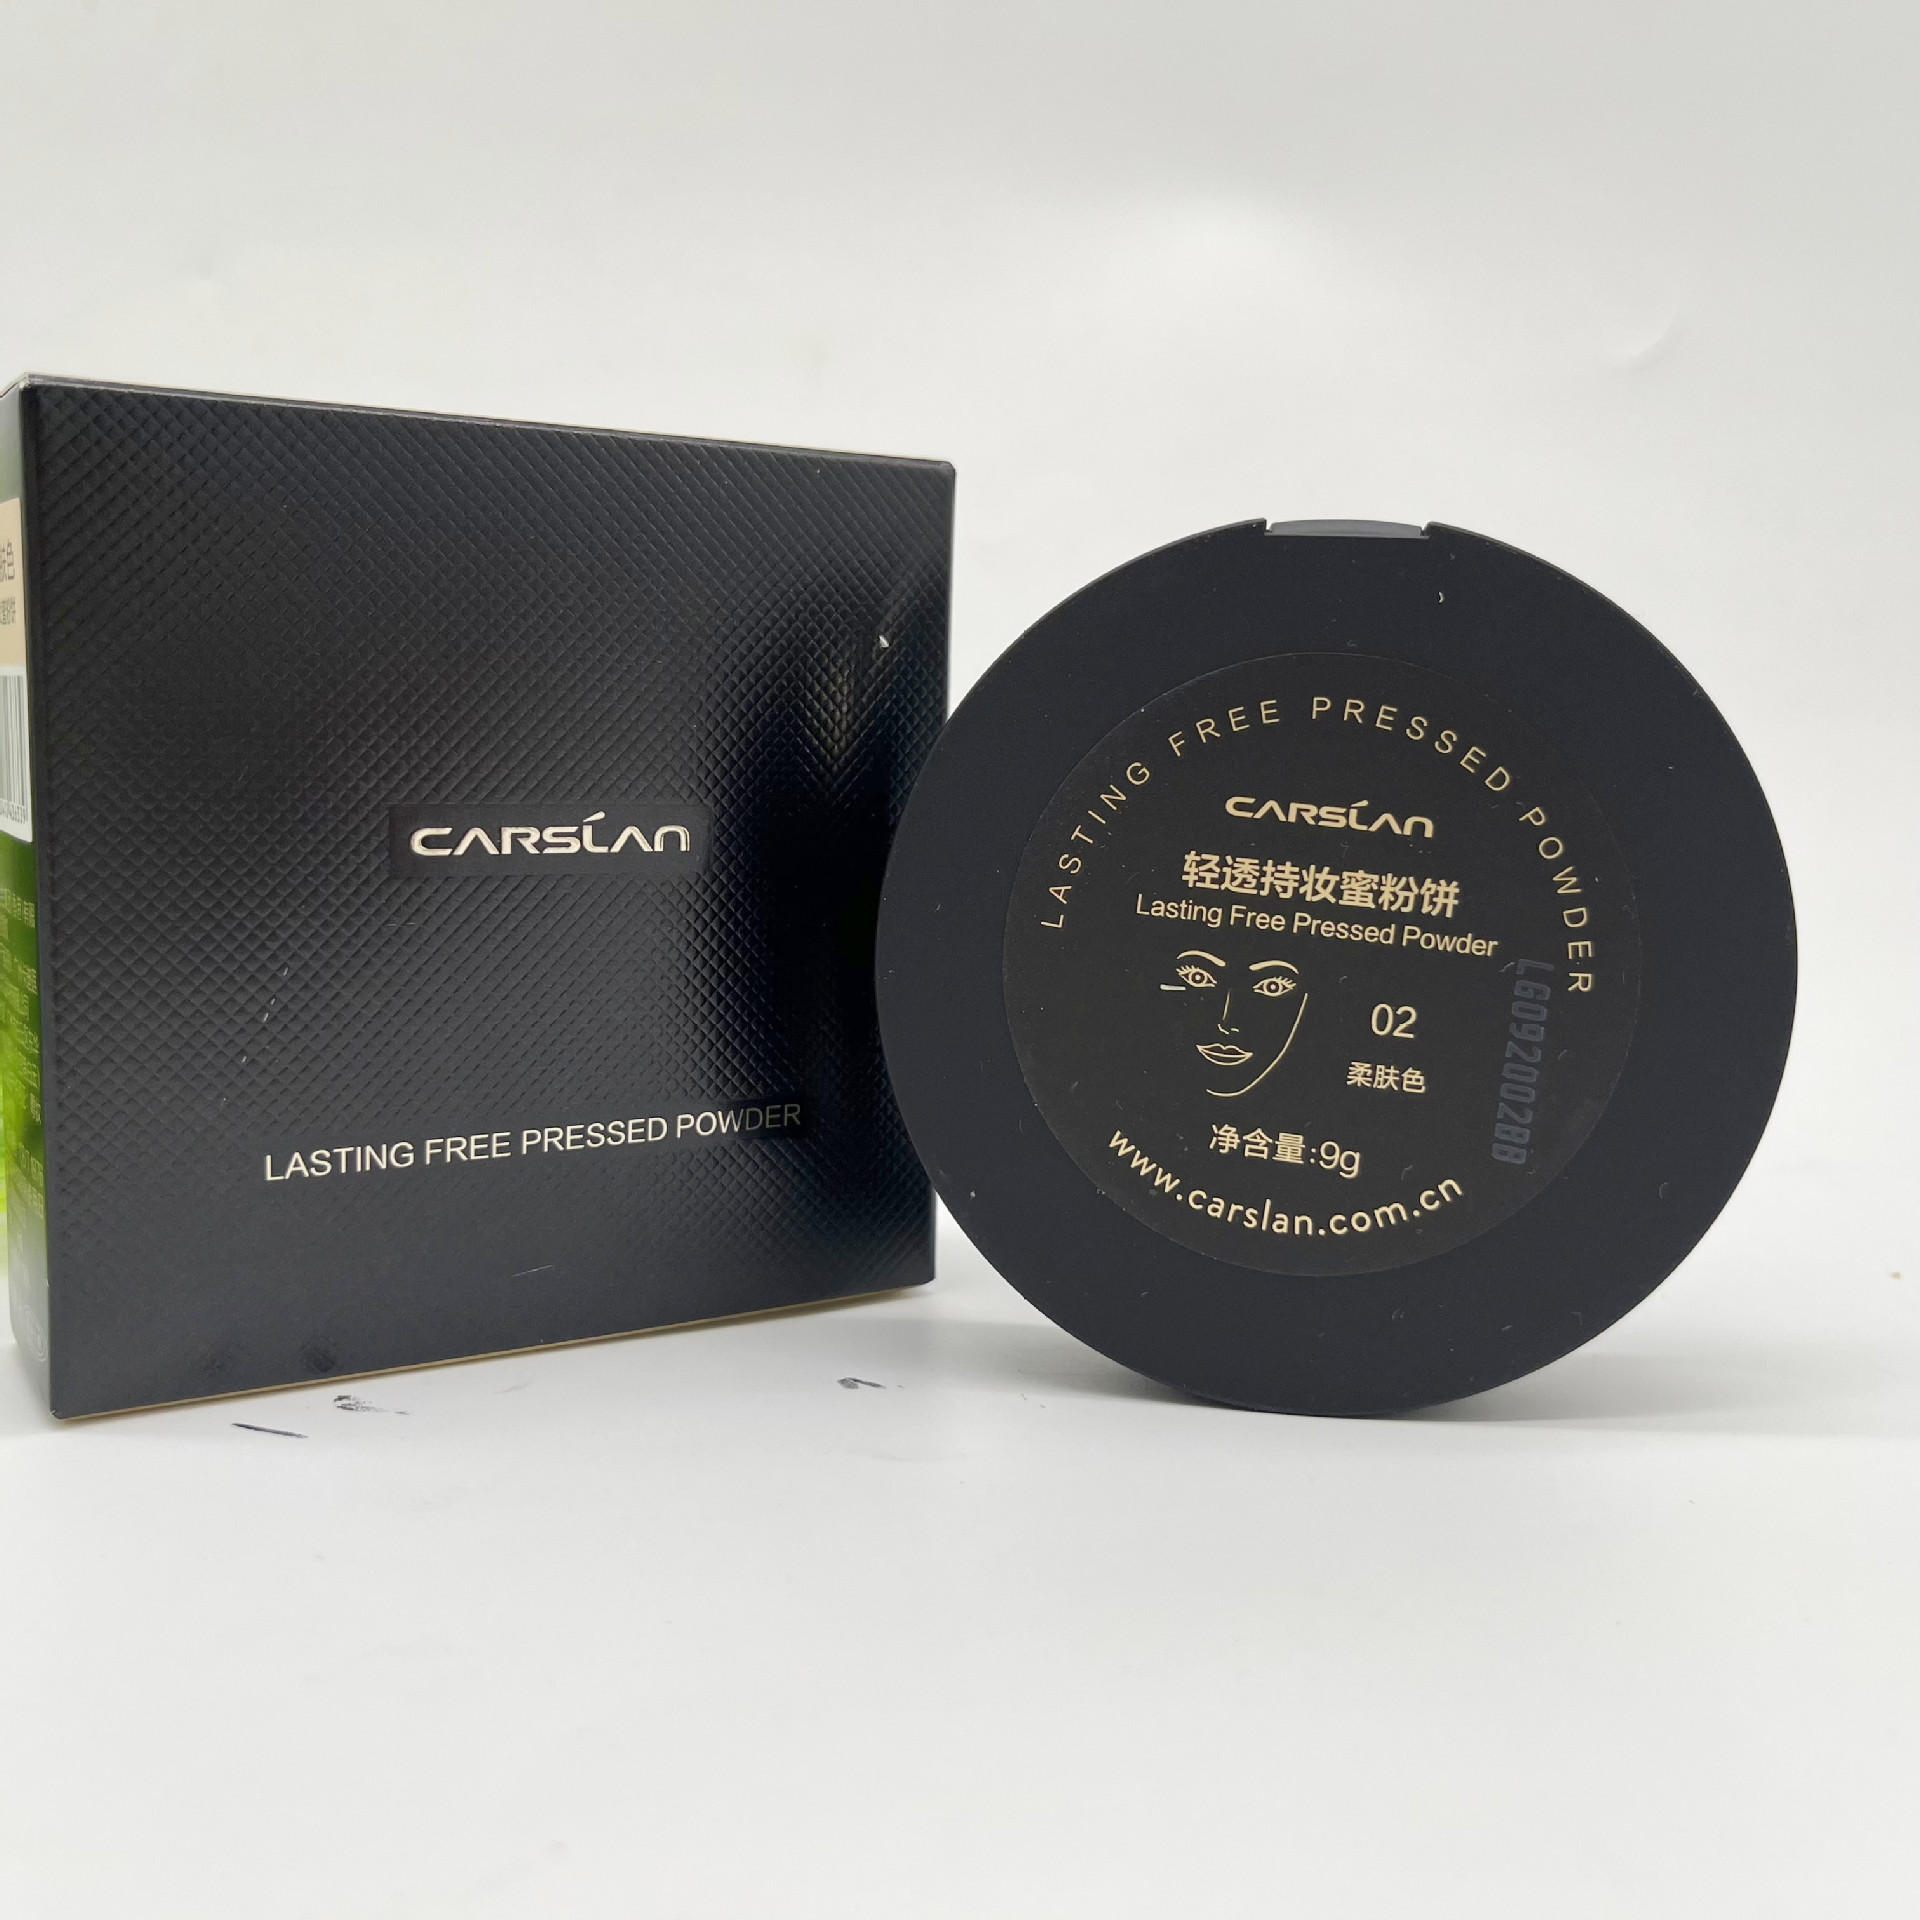 CARSLAN
LASTING FREE PRESSED POWDER
LASTING FREE PRESSED POWDER
CARSLAN
轻透持妆蜜粉饼
Lasting Free Pressed Powder
02
柔肤色
净含量:9g
www.carslan.com.cn